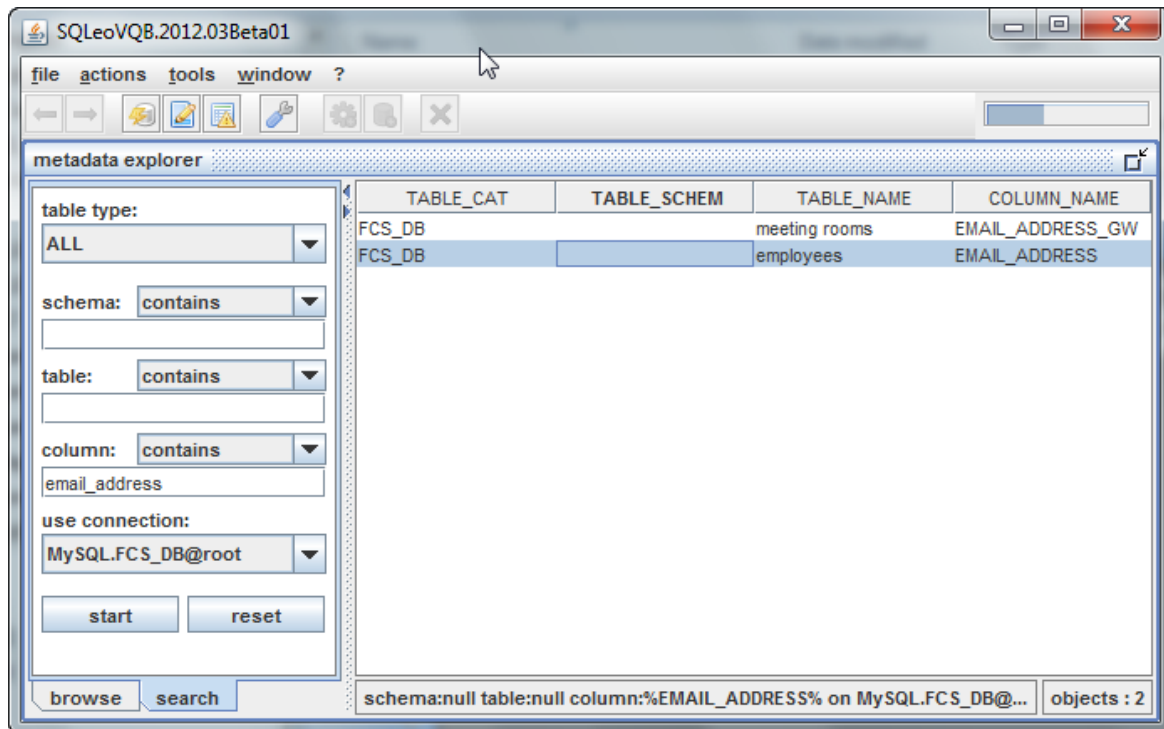 SQLeoVQB.2012.03Beta01
file actions tools window ?
metadata explorer
table type:
ALL
schema: contains
table: contains
column: contains
email_address
use connection:
MySQL.FCS_DB@root
start reset
browse search
TABLE_CAT TABLE_SCHEM TABLE_NAME COLUMN_NAME
FCS_DB meeting rooms EMAIL_ADDRESS_GW
FCS_DB employees EMAIL_ADDRESS
schema:null table:null column:%EMAIL_ADDRESS% on MySQL.FCS_DB@... objects : 2